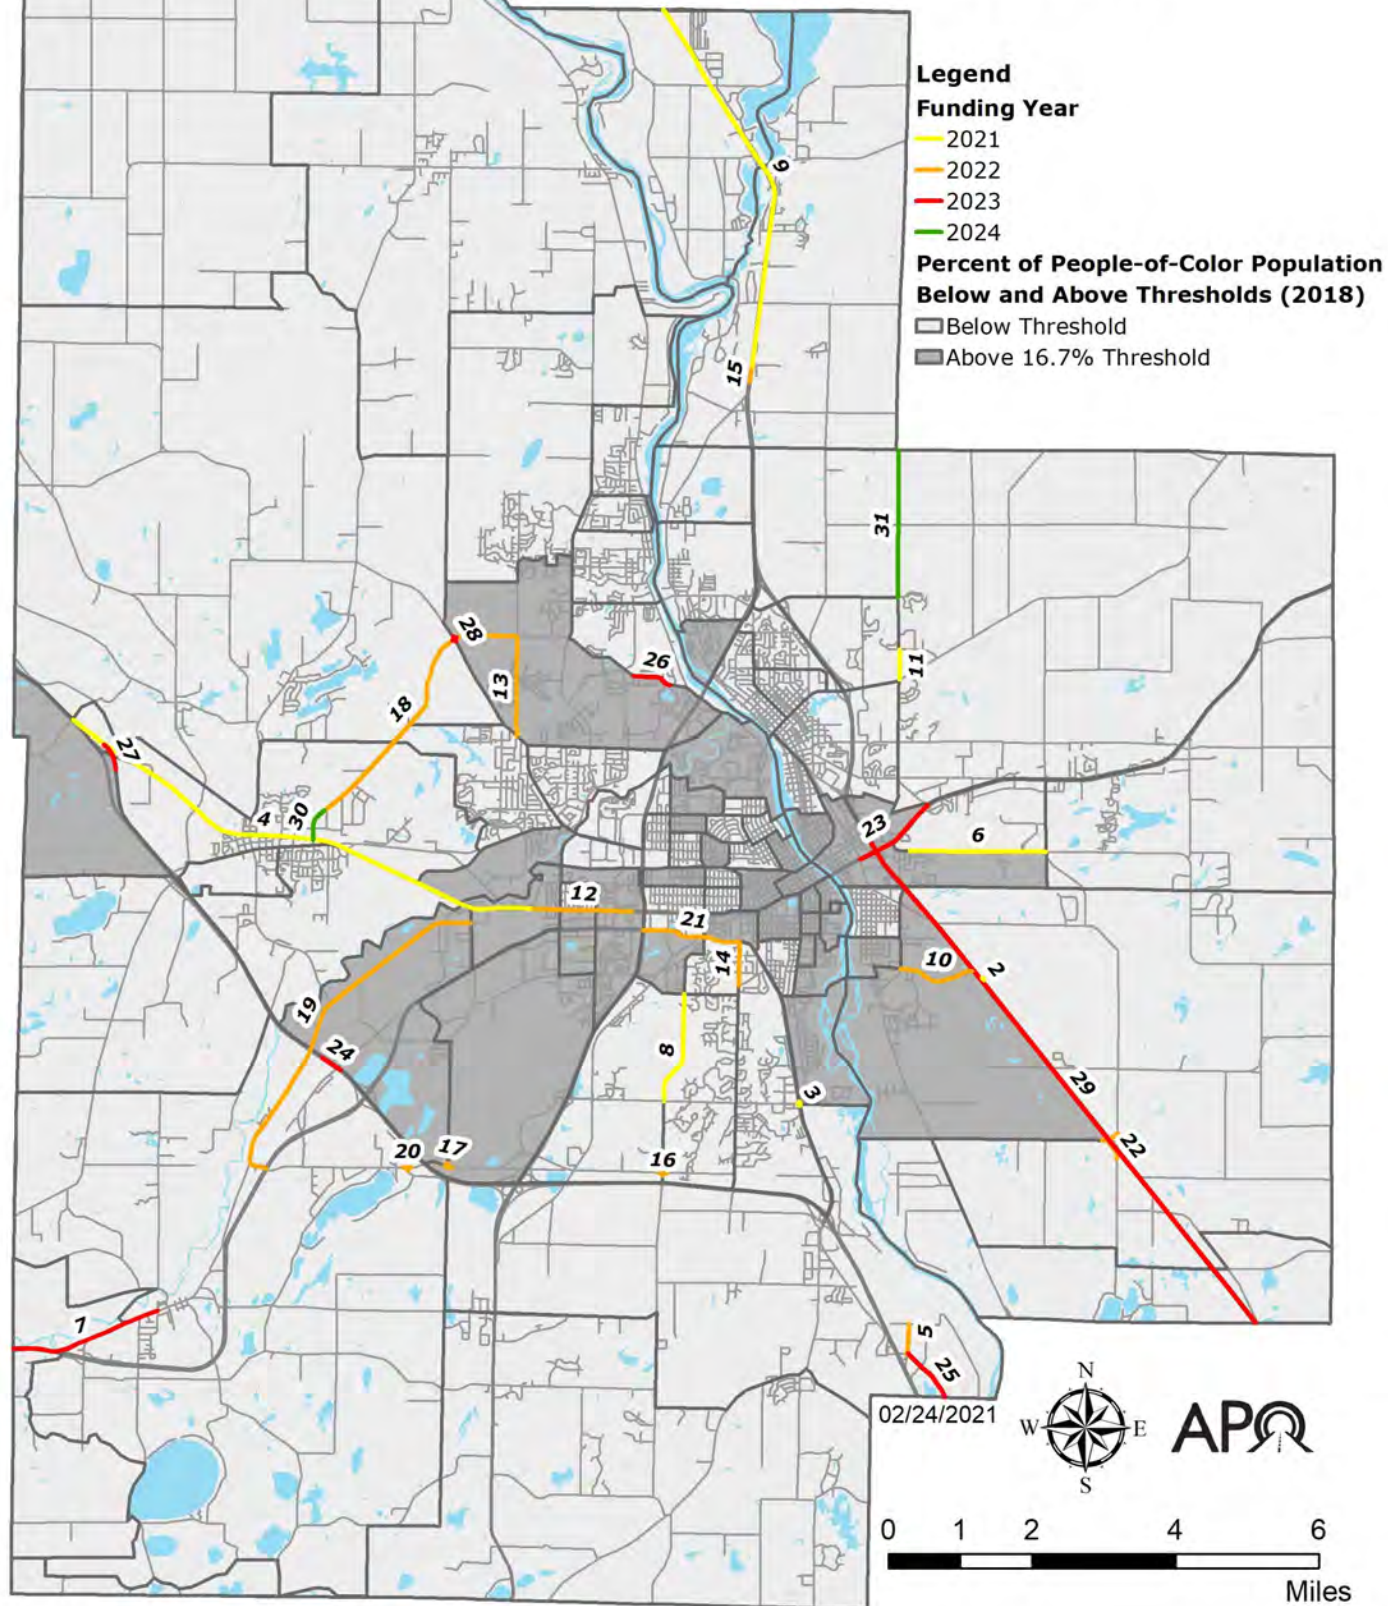 Legend
Funding Year
2021
2022
2023
2024
Percent of People-of-Color Population
Below and Above Thresholds (2018)
Below Threshold
Above 16.7% Threshold
9
15
31
11
28
26
13
18
27
4
30
23
6
12
21
14
10
2
19
24
8
3
29
22
20
17
16
7
5
25
02/24/2021
N
W
E
S
APO
0 1 2 4 6
Miles